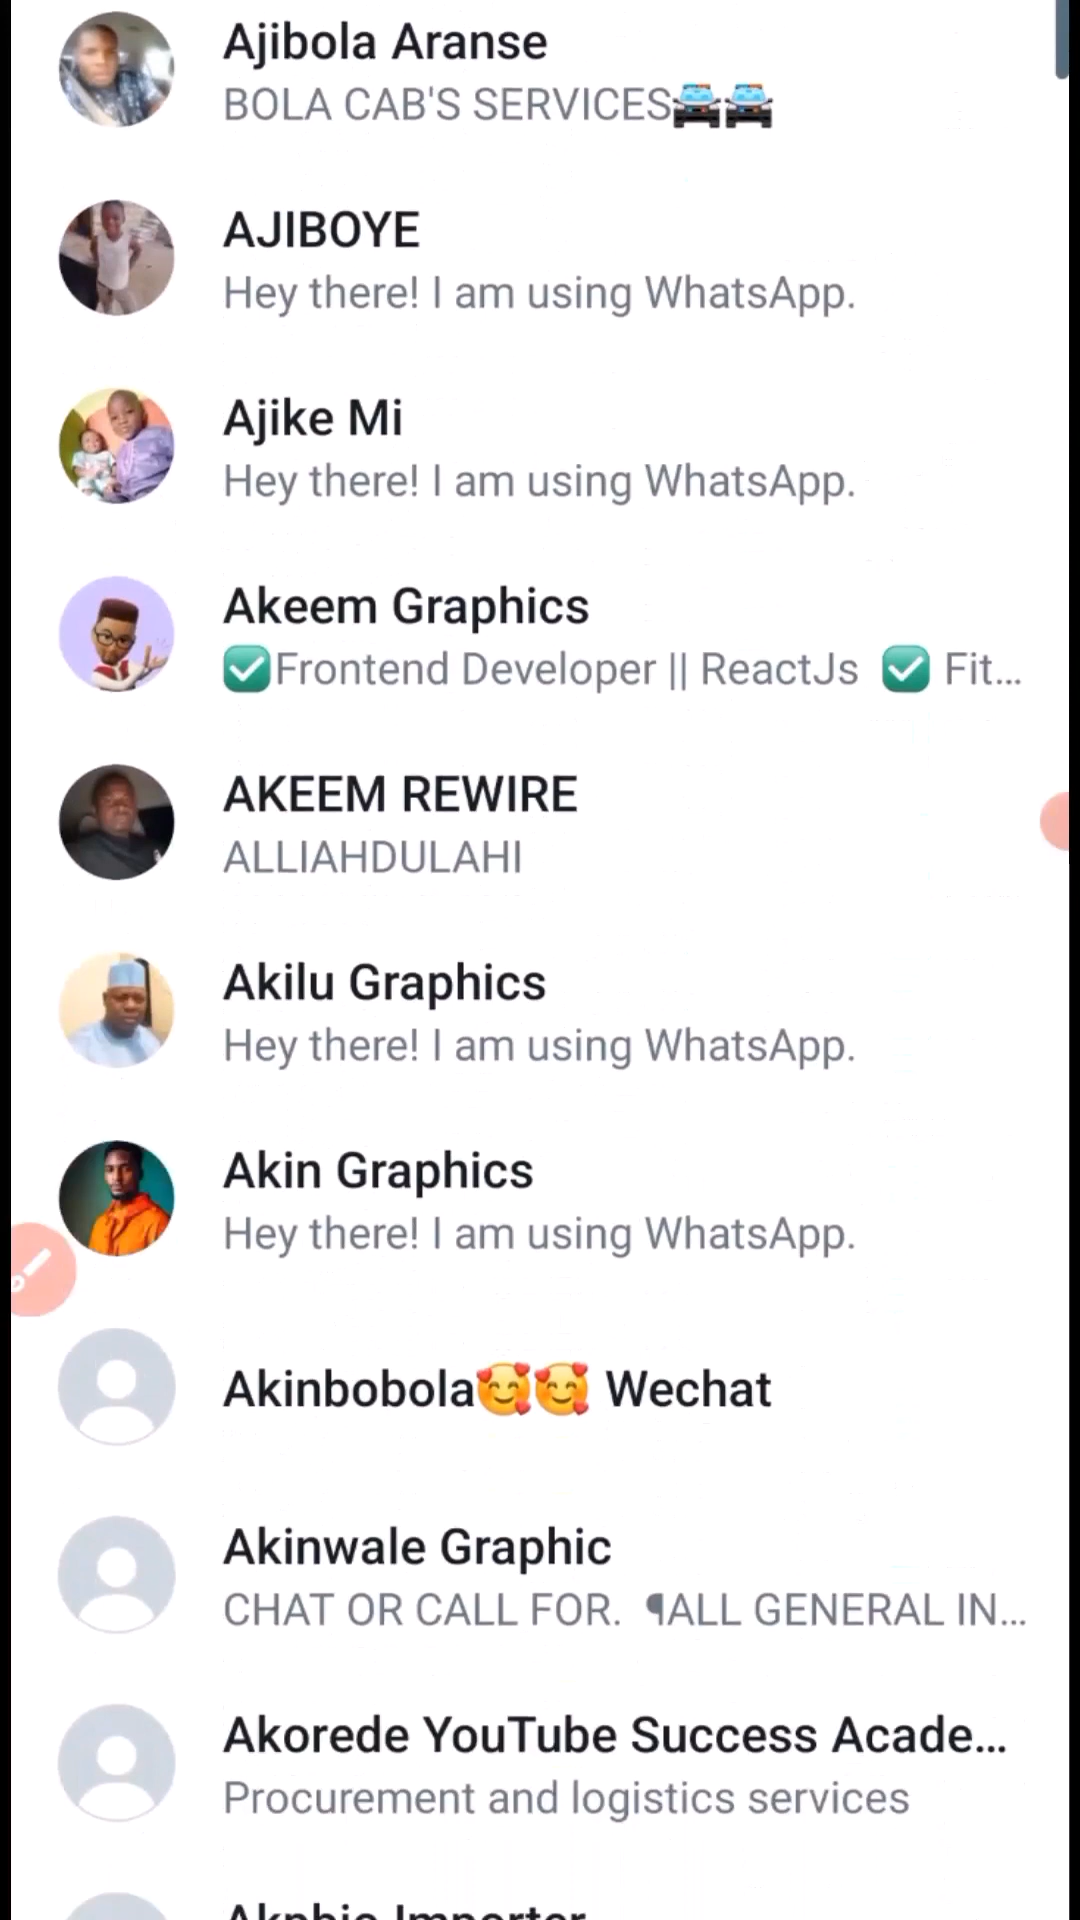 Ajibola Aranse
BOLA CAB'S SERVICES🚔🚔
AJIBOYE
Hey there! I am using WhatsApp.
Ajike Mi
Hey there! I am using WhatsApp.
Akeem Graphics
✅Frontend Developer || ReactJs ✅ Fit...
AKEEM REWIRE
ALLIAHDULAHI
Akilu Graphics
Hey there! I am using WhatsApp.
Akin Graphics
Hey there! I am using WhatsApp.
Akinbobola🥰🥰 Wechat
Akinwale Graphic
CHAT OR CALL FOR. ¶ALL GENERAL IN...
Akorede YouTube Success Acade...
Procurement and logistics services
Akpbio Importer